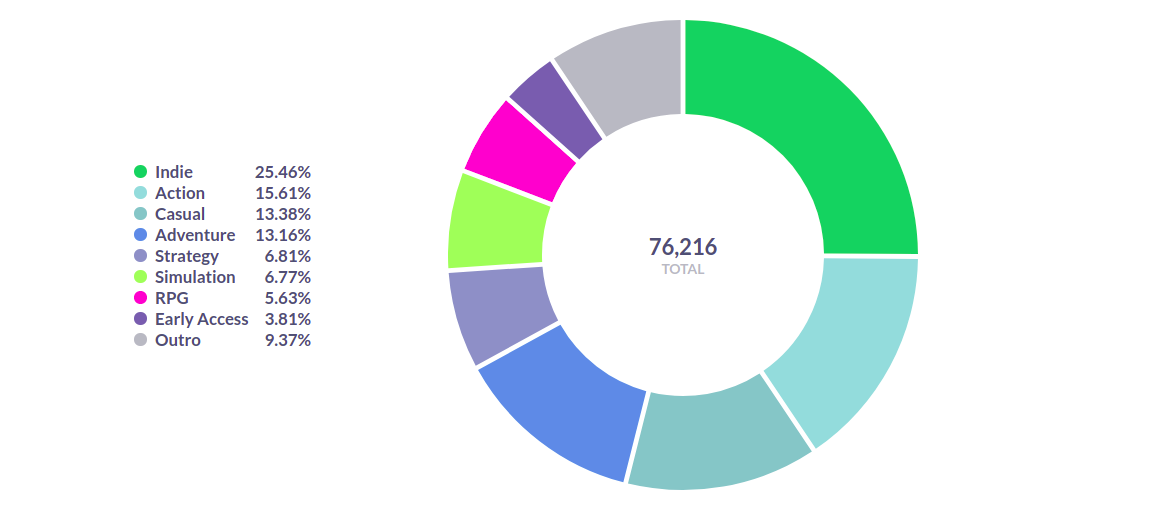 Indie 25.46%
Action 15.61%
Casual 13.38%
Adventure 13.16%
Strategy 6.81%
Simulation 6.77%
RPG 5.63%
Early Access 3.81%
Outro 9.37%
76,216
TOTAL